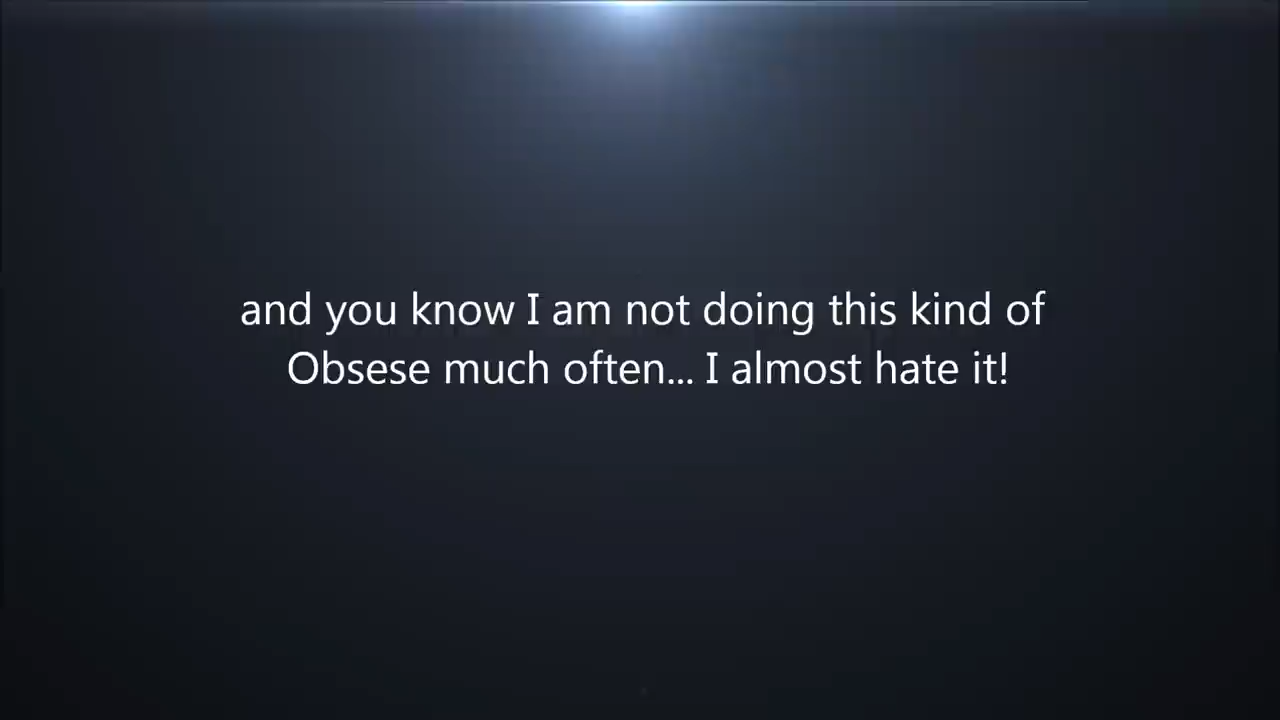 and you know I am not doing this kind of
Obsese much often... I almost hate it!